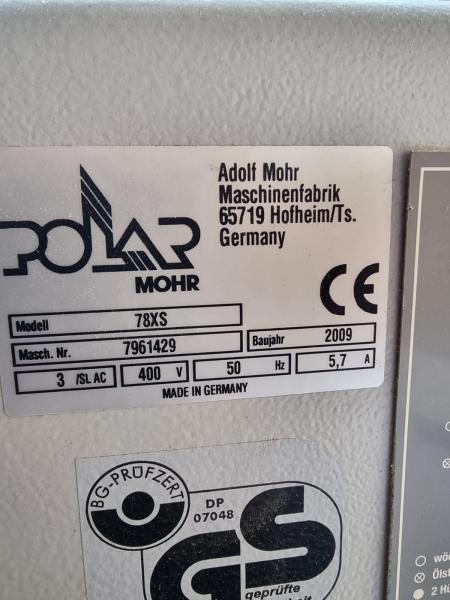 POLAR
MOHR
Adolf Mohr
Maschinenfabrik
65719 Hofheim/Ts.
Germany
CE
Modell 78XS
Masch. Nr. 7961429
Baujahr 2009
3 /SL AC 400 V 50 Hz 5,7 A
MADE IN GERMANY
BG-PRÜFZERT
DP
07048
GS
geprüfte
2